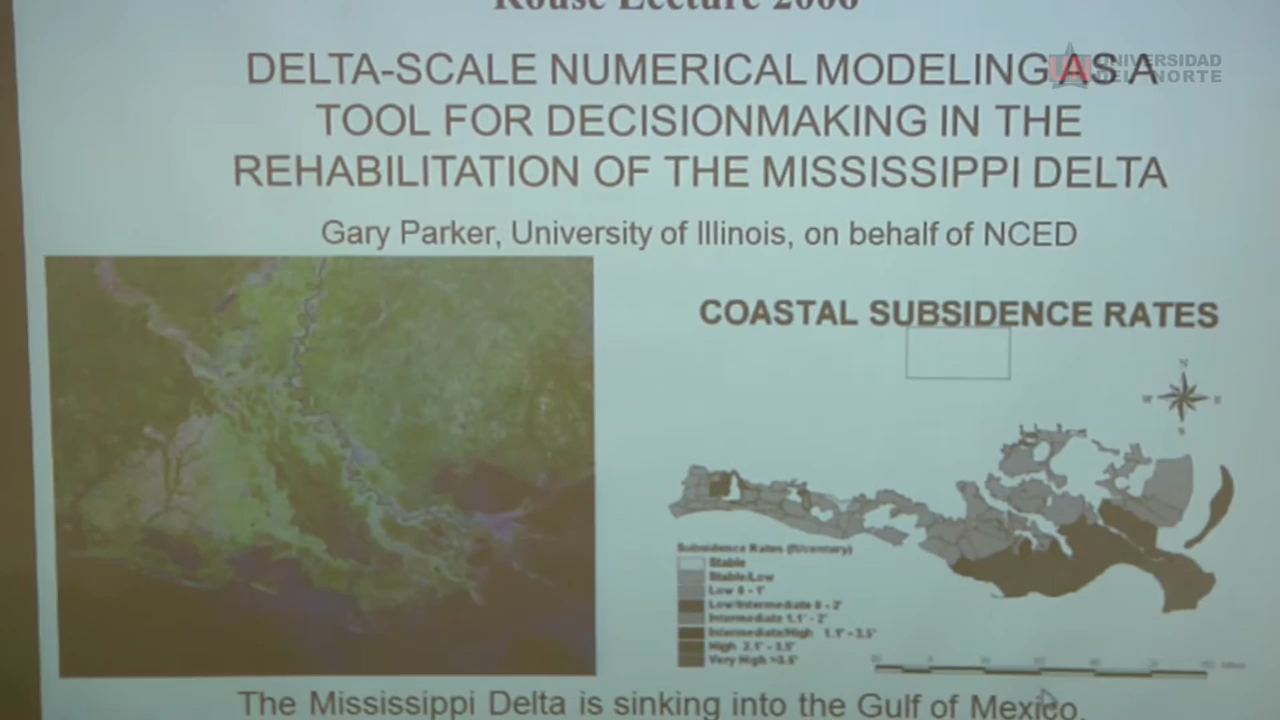 Rouse Lecture 2006
UNIVERSIDAD
DEL NORTE
DELTA-SCALE NUMERICAL MODELING AS A
TOOL FOR DECISIONMAKING IN THE
REHABILITATION OF THE MISSISSIPPI DELTA
Gary Parker, University of Illinois, on behalf of NCED
COASTAL SUBSIDENCE RATES
N
W
E
S
Subsidence Rates (ft/century)
Stable
Stable/Low
Low 0 - 1'
Low/Intermediate 0 - 2'
Intermediate 1.1' - 2'
Intermediate/High 1.1' - 3.5'
High 2.1' - 3.5'
Very High >3.5'
The Mississippi Delta is sinking into the Gulf of Mexico.